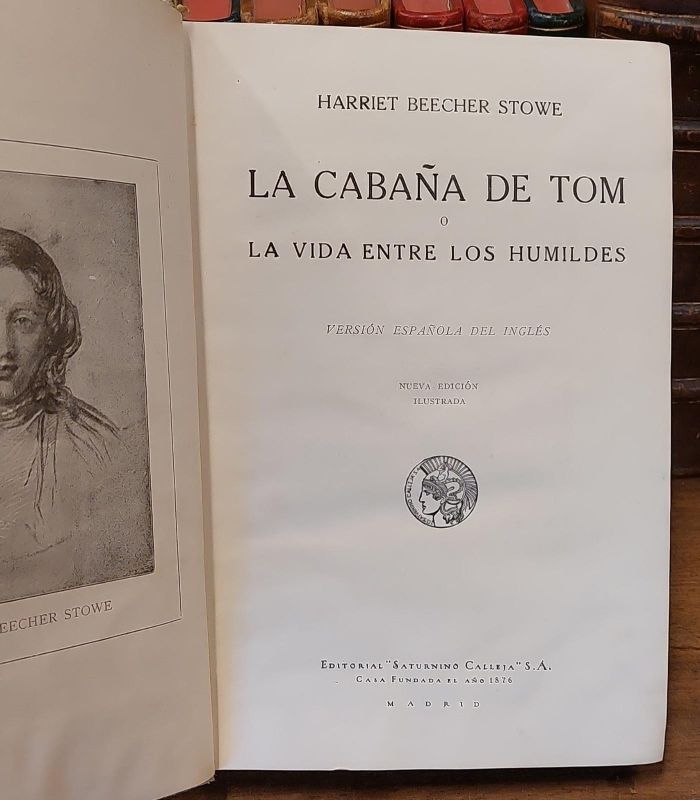 HARRIET BEECHER STOWE
LA CABAÑA DE TOM
O
LA VIDA ENTRE LOS HUMILDES
VERSIÓN ESPAÑOLA DEL INGLÉS
NUEVA EDICIÓN
ILUSTRADA
EDITORIAL "SATURNINO CALLEJA" S.A.
CASA FUNDADA EL AÑO 1876
MADRID
EECHER STOWE